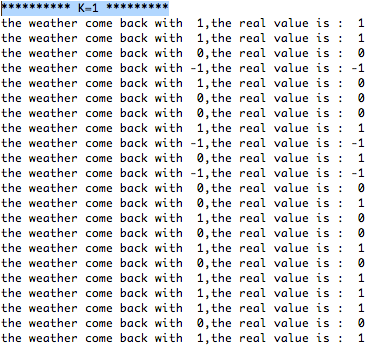 ********** K=1 *********
the weather come back with  1,the real value is :  1
the weather come back with  1,the real value is :  1
the weather come back with  0,the real value is :  0
the weather come back with -1,the real value is : -1
the weather come back with  1,the real value is :  0
the weather come back with  0,the real value is :  0
the weather come back with  0,the real value is :  0
the weather come back with  1,the real value is :  1
the weather come back with -1,the real value is : -1
the weather come back with  0,the real value is :  1
the weather come back with -1,the real value is : -1
the weather come back with  0,the real value is :  0
the weather come back with  0,the real value is :  1
the weather come back with  1,the real value is :  0
the weather come back with  0,the real value is :  0
the weather come back with  1,the real value is :  1
the weather come back with  0,the real value is :  0
the weather come back with  1,the real value is :  1
the weather come back with  1,the real value is :  1
the weather come back with  1,the real value is :  1
the weather come back with  0,the real value is :  0
the weather come back with  1,the real value is :  1